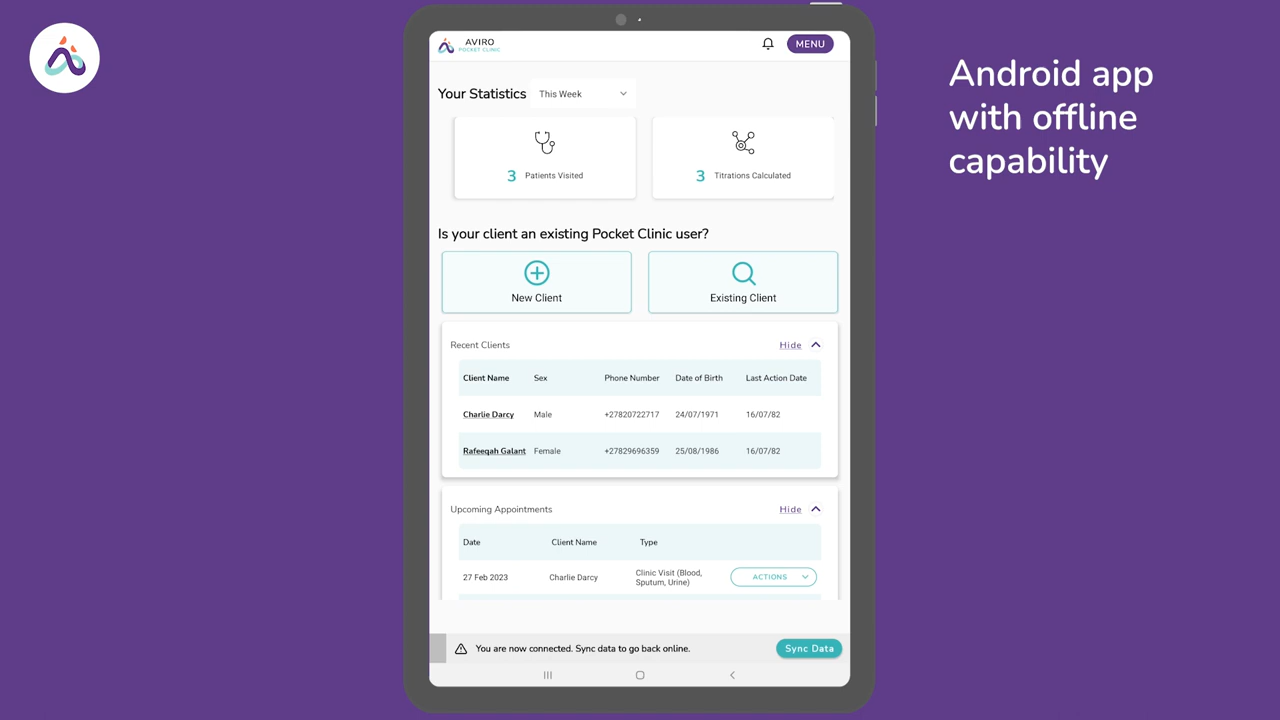 AVIRO
POCKET CLINIC
MENU
Android app
with offline
capability
Your Statistics
This Week
3 Patients Visited
3 Titrations Calculated
Is your client an existing Pocket Clinic user?
New Client
Existing Client
Recent Clients
Hide
Client Name Sex Phone Number Date of Birth Last Action Date
Charlie Darcy Male +27820722717 24/07/1971 16/07/82
Rafeeqah Galant Female +27829696359 25/08/1986 16/07/82
Upcoming Appointments
Hide
Date Client Name Type
27 Feb 2023 Charlie Darcy Clinic Visit (Blood,
Sputum, Urine)
ACTIONS
You are now connected. Sync data to go back online.
Sync Data